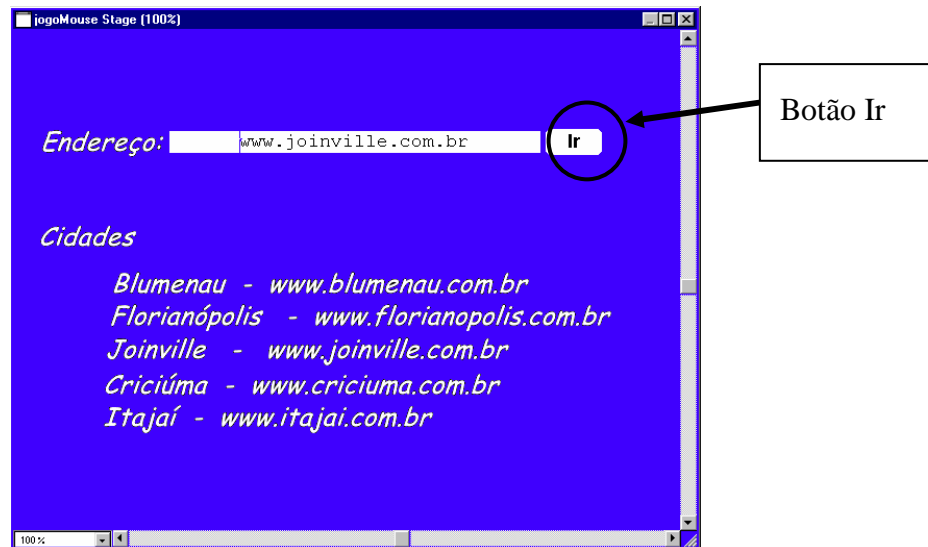 jogoMouse Stage (100%)
Botão Ir
Endereço: www.joinville.com.br Ir
Cidades
Blumenau - www.blumenau.com.br
Florianópolis - www.florianopolis.com.br
Joinville - www.joinville.com.br
Criciúma - www.criciuma.com.br
Itajaí - www.itajai.com.br
100%